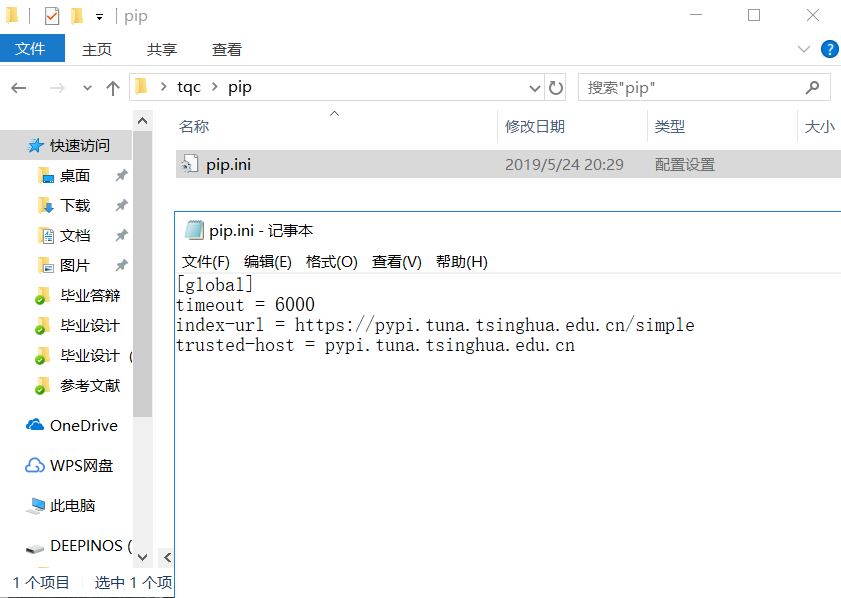 pip
文件 主页 共享 查看
tqc pip
搜索"pip"
名称 修改日期 类型 大小
pip.ini 2019/5/24 20:29 配置设置
快速访问
桌面
下载
文档
图片
毕业答辩
毕业设计
毕业设计 (
参考文献
OneDrive
WPS网盘
此电脑
DEEPINOS (
1 个项目 选中 1 个项
pip.ini - 记事本
文件(F) 编辑(E) 格式(O) 查看(V) 帮助(H)
[global]
timeout = 6000
index-url = https://pypi.tuna.tsinghua.edu.cn/simple
trusted-host = pypi.tuna.tsinghua.edu.cn